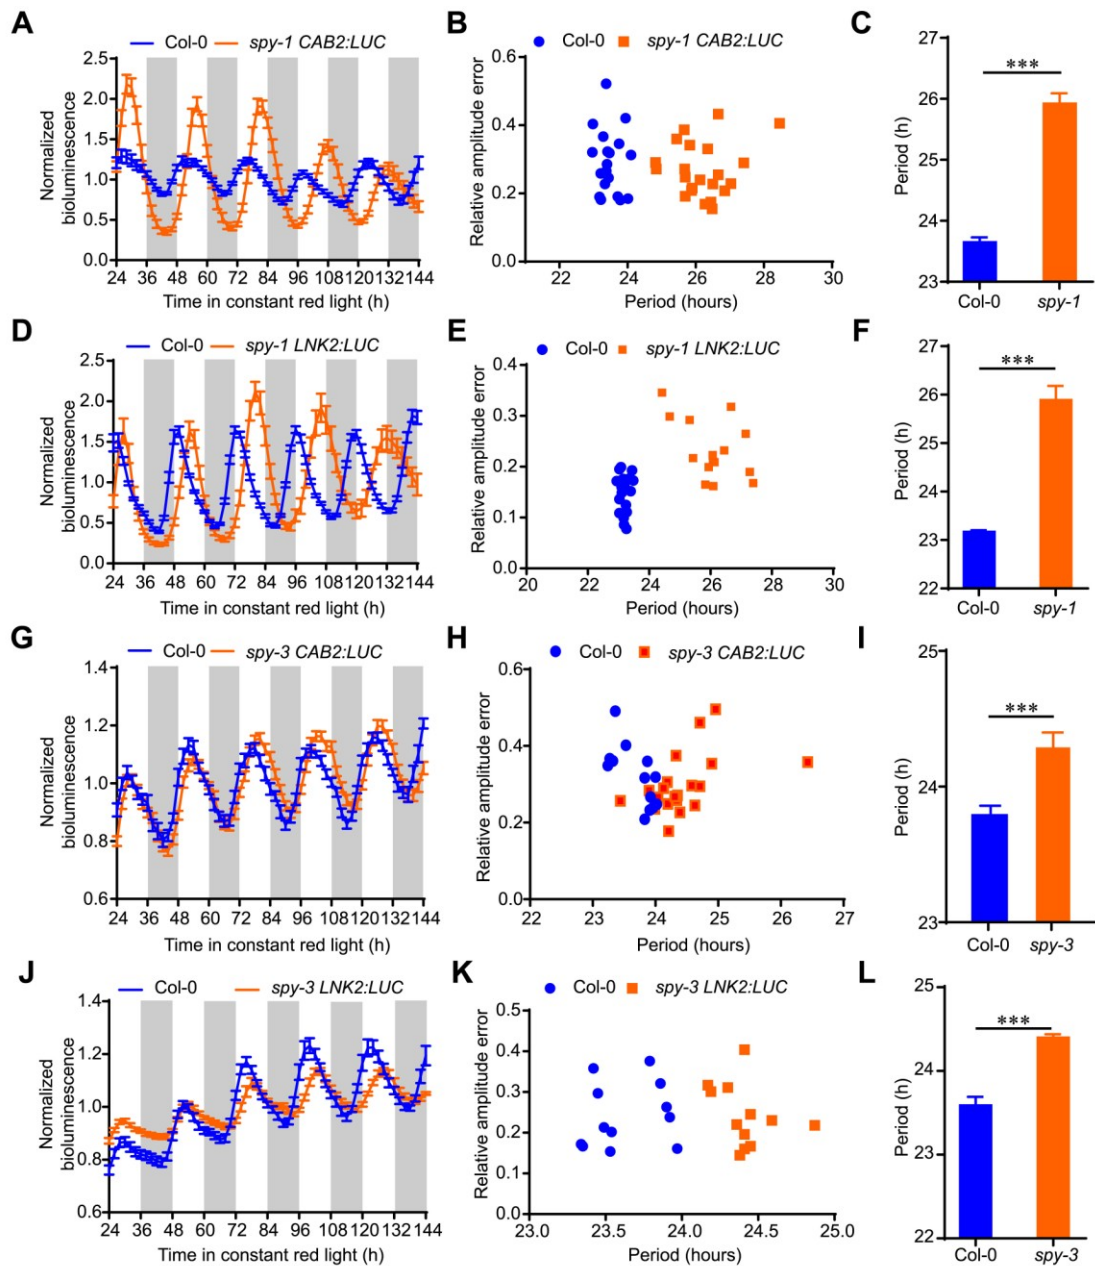 A
Col-0 spy-1 CAB2:LUC
Normalized
bioluminescence
2.5
2.0
1.5
1.0
0.5
0.0
24 36 48 60 72 84 96 108 132 144
Time in constant red light (h)
B
Col-0 spy-1 CAB2:LUC
Relative amplitude error
0.6
0.4
0.2
0.0
22 24 26 28 30
Period (hours)
C
Period (h)
27
26
25
24
23
***
Col-0 spy-1
D
Col-0 spy-1 LNK2:LUC
Normalized
bioluminescence
2.5
2.0
1.5
1.0
0.5
0.0
24 36 48 60 72 84 96 108 120 132 144
Time in constant red light (h)
E
Col-0 spy-1 LNK2:LUC
Relative amplitude error
0.4
0.3
0.2
0.1
0.0
20 22 24 26 28 30
Period (hours)
F
Period (h)
27
26
25
24
23
22
***
Col-0 spy-1
G
Col-0 spy-3 CAB2:LUC
Normalized
bioluminescence
1.4
1.2
1.0
0.8
0.6
24 36 48 60 72 84 96 108 120 132 144
Time in constant red light (h)
H
Col-0 spy-3 CAB2:LUC
Relative amplitude error
0.6
0.4
0.2
0.0
22 23 24 25 26 27
Period (hours)
I
Period (h)
25
24
23
***
Col-0 spy-3
J
Col-0 spy-3 LNK2:LUC
Normalized
bioluminescence
1.4
1.2
1.0
0.8
0.6
24 36 48 60 72 84 96 108 120 132 144
Time in constant red light (h)
K
Col-0 spy-3 LNK2:LUC
Relative amplitude error
0.5
0.4
0.3
0.2
0.1
0.0
23.0 23.5 24.0 24.5 25.0
Period (hours)
L
Period (h)
25
24
23
22
***
Col-0 spy-3